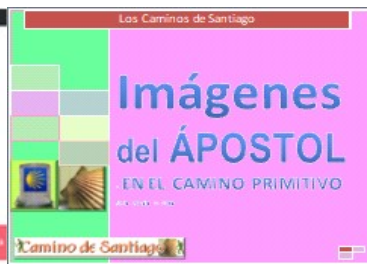 Los Caminos de Santiago
Imágenes
del ÁPOSTOL
EN EL CAMINO PRIMITIVO
Camino de Santiago